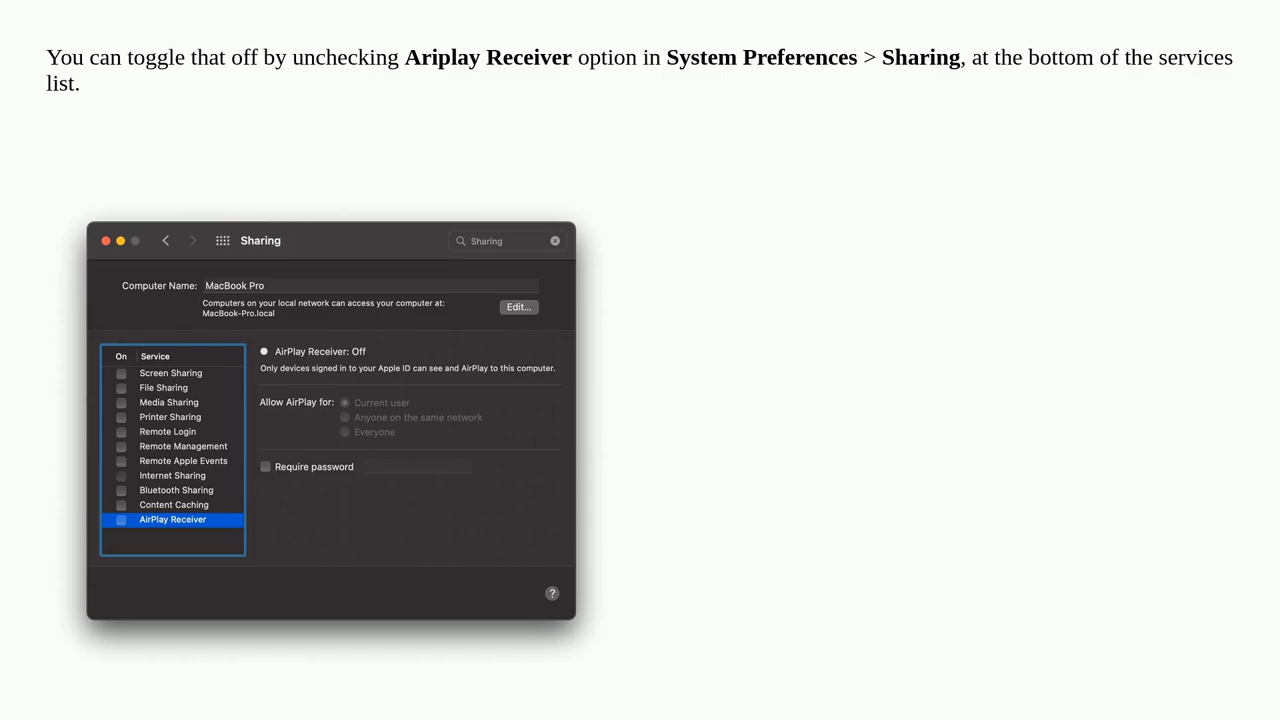 You can toggle that off by unchecking Ariplay Receiver option in System Preferences > Sharing, at the bottom of the services
list.
Sharing
Sharing
Computer Name: MacBook Pro
Computers on your local network can access your computer at:
MacBook-Pro.local
Edit...
On Service
Screen Sharing
File Sharing
Media Sharing
Printer Sharing
Remote Login
Remote Management
Remote Apple Events
Internet Sharing
Bluetooth Sharing
Content Caching
AirPlay Receiver
AirPlay Receiver: Off
Only devices signed in to your Apple ID can see and AirPlay to this computer.
Allow AirPlay for: Current user
Anyone on the same network
Everyone
Require password
?